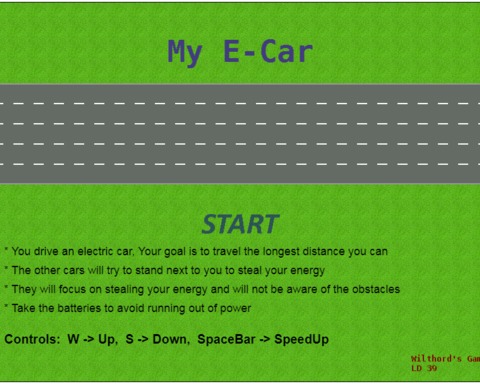 My E-Car
START
* You drive an electric car, Your goal is to travel the longest distance you can
* The other cars will try to stand next to you to steal your energy
* They will focus on stealing your energy and will not be aware of the obstacles
* Take the batteries to avoid running out of power
Controls: W -> Up, S -> Down, SpaceBar -> SpeedUp
Wilthord's Gam
LD 39